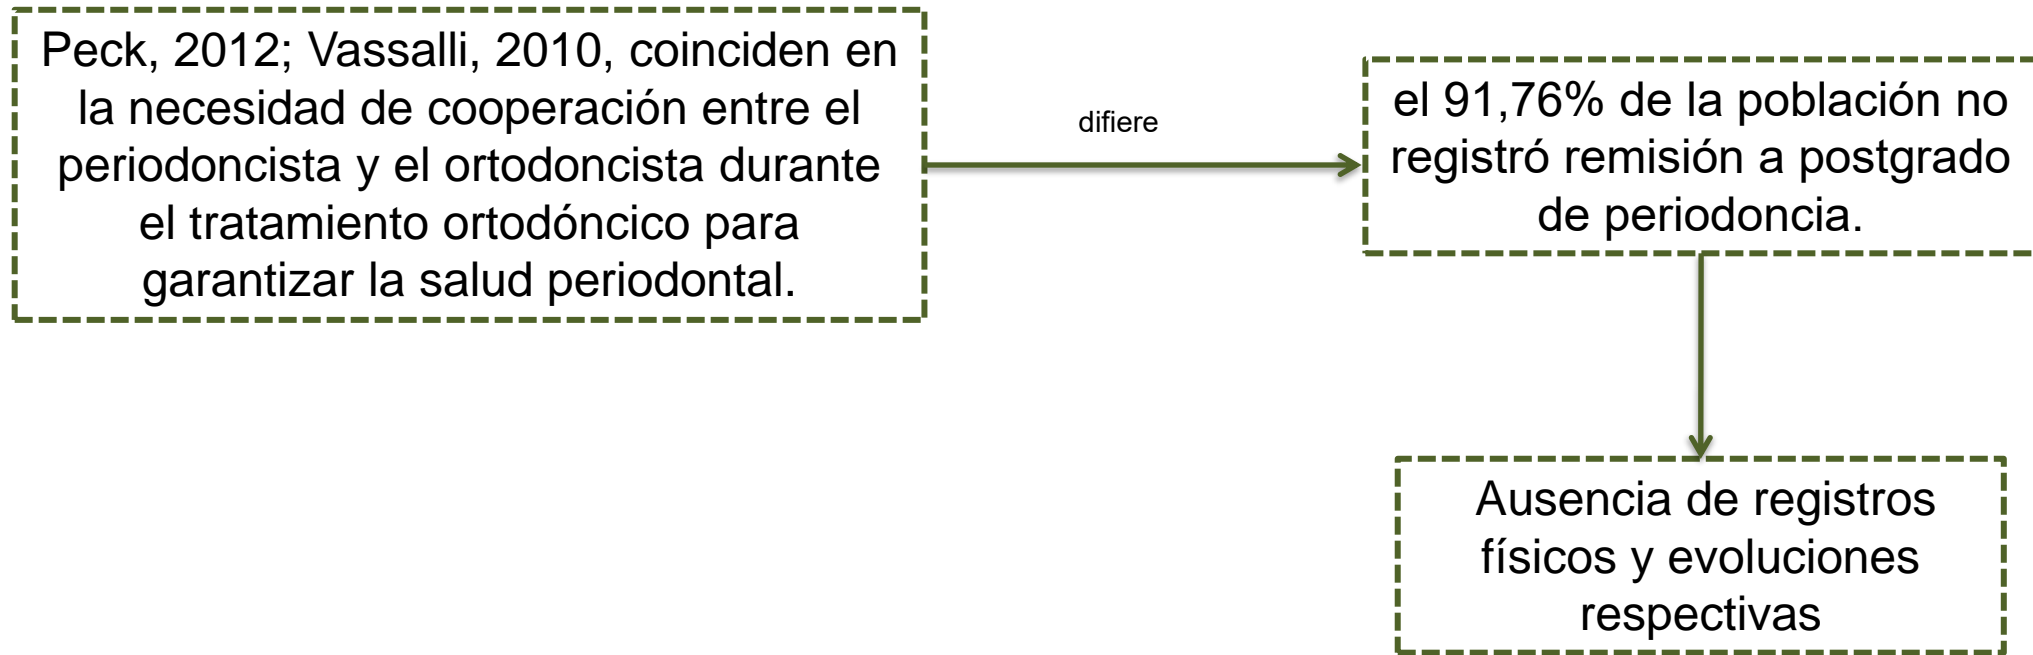 Peck, 2012; Vassalli, 2010, coinciden en
la necesidad de cooperación entre el
periodoncista y el ortodoncista durante
el tratamiento ortodóncico para
garantizar la salud periodontal.
difiere
el 91,76% de la población no
registró remisión a postgrado
de periodoncia.
Ausencia de registros
físicos y evoluciones
respectivas